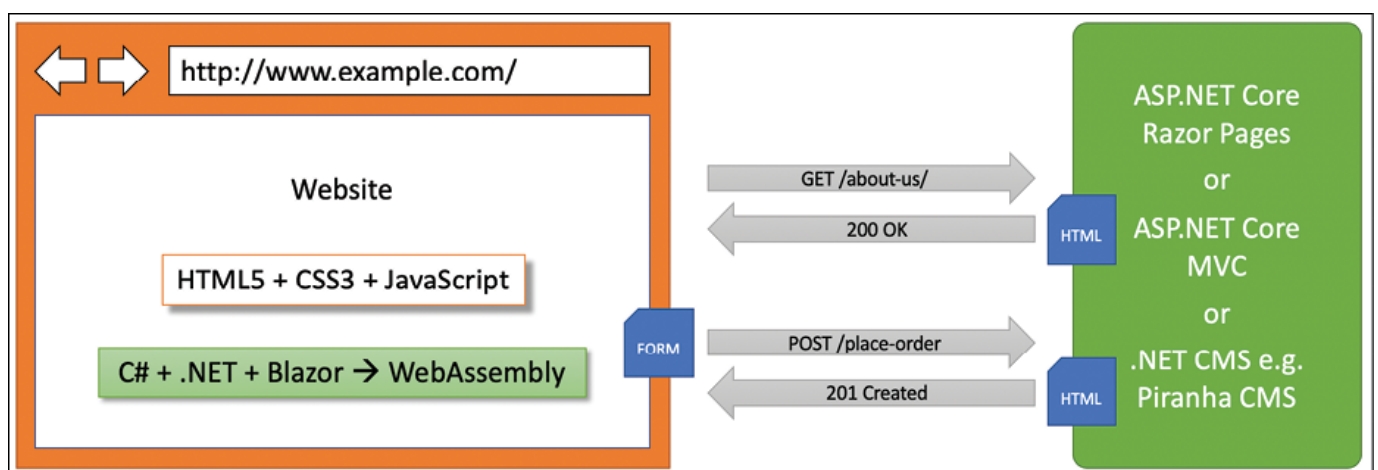 http://www.example.com/
Website
HTML5 + CSS3 + JavaScript
C# + .NET + Blazor → WebAssembly
FORM
GET /about-us/
200 OK
HTML
POST /place-order
201 Created
HTML
ASP.NET Core
Razor Pages
or
ASP.NET Core
MVC
or
.NET CMS e.g.
Piranha CMS